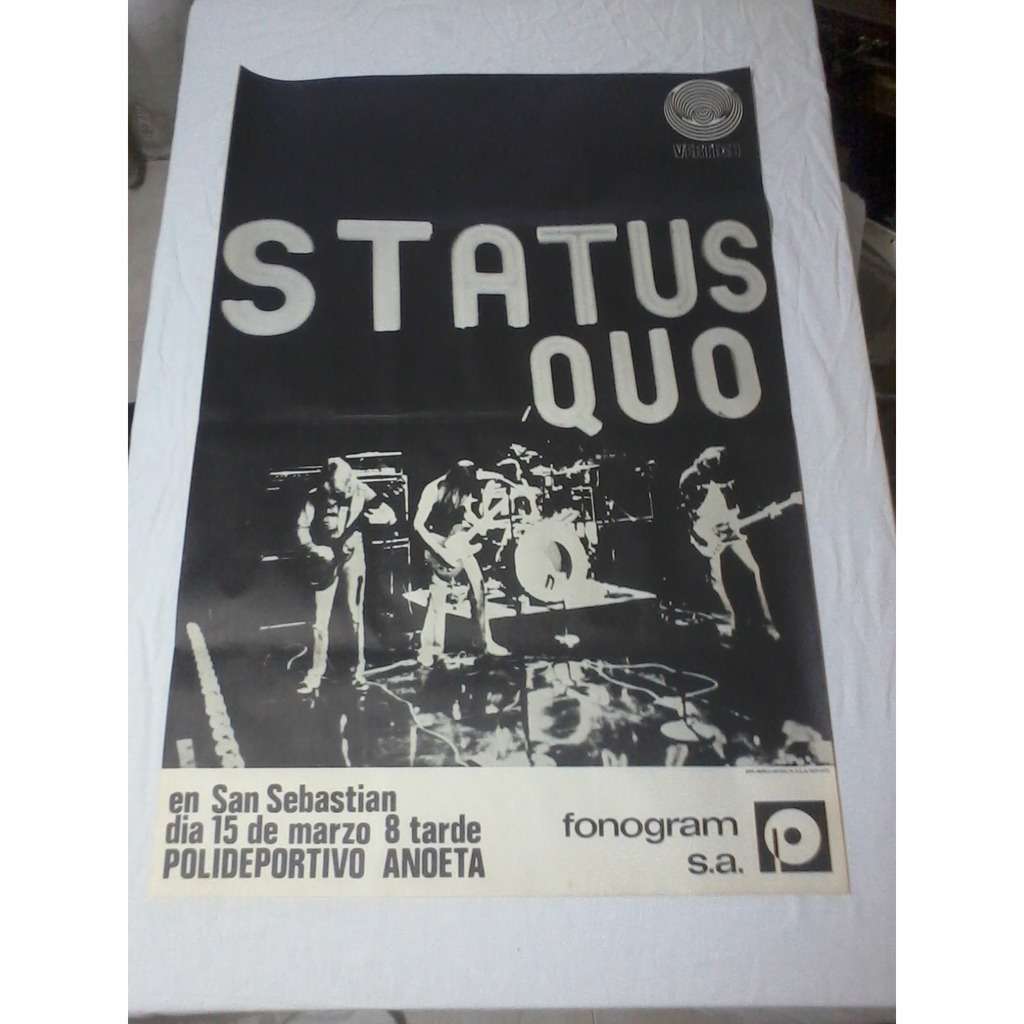 VERTIGO
STATUS
QUO
en San Sebastian
dia 15 de marzo 8 tarde
POLIDEPORTIVO ANOETA
fonogram
s.a.
p